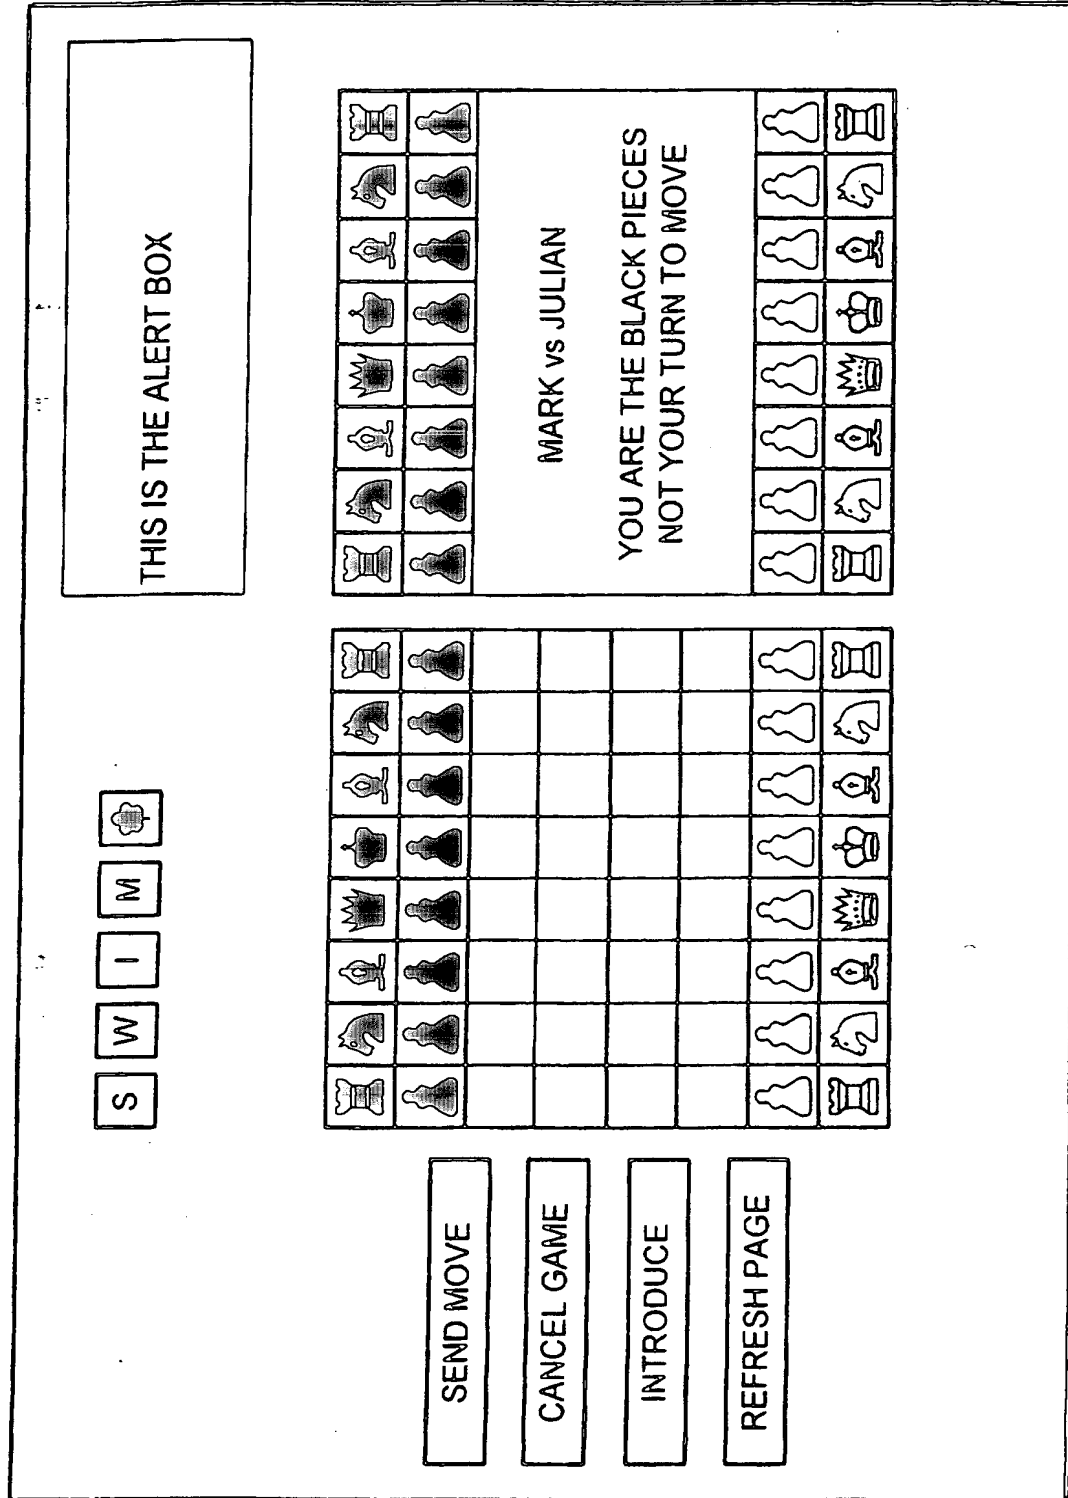 S W I M
THIS IS THE ALERT BOX
SEND MOVE
CANCEL GAME
INTRODUCE
REFRESH PAGE
MARK vs JULIAN
YOU ARE THE BLACK PIECES
NOT YOUR TURN TO MOVE